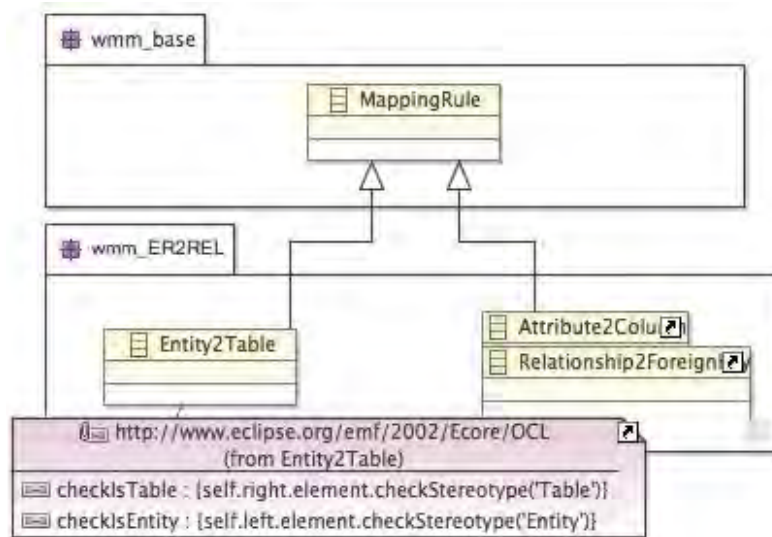 wmm_base
MappingRule
wmm_ER2REL
Entity2Table
Attribute2Colu
Relationship2Foreign
http://www.eclipse.org/emf/2002/Ecore/OCL
(from Entity2Table)
checkIsTable : {self.right.element.checkStereotype('Table')}
checkIsEntity : {self.left.element.checkStereotype('Entity')}